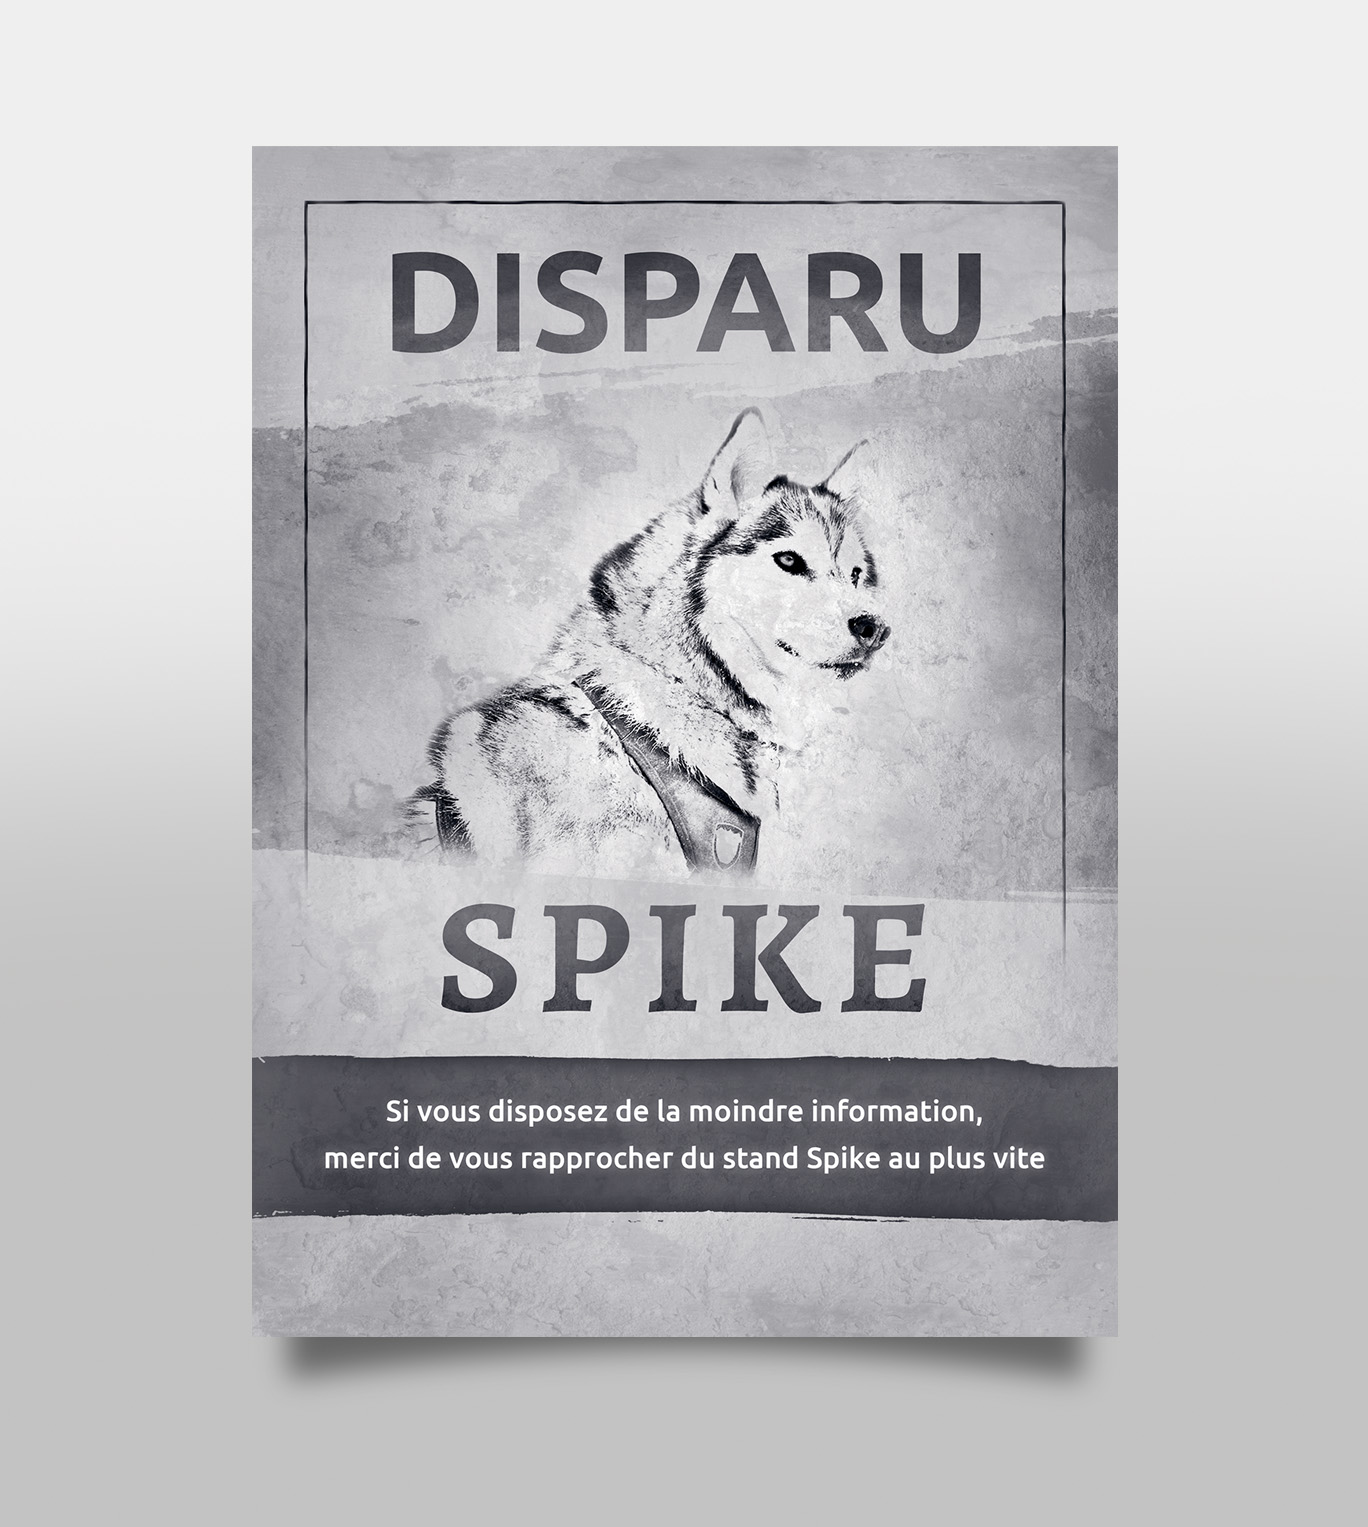 DISPARU
SPIKE
Si vous disposez de la moindre information,
merci de vous rapprocher du stand Spike au plus vite